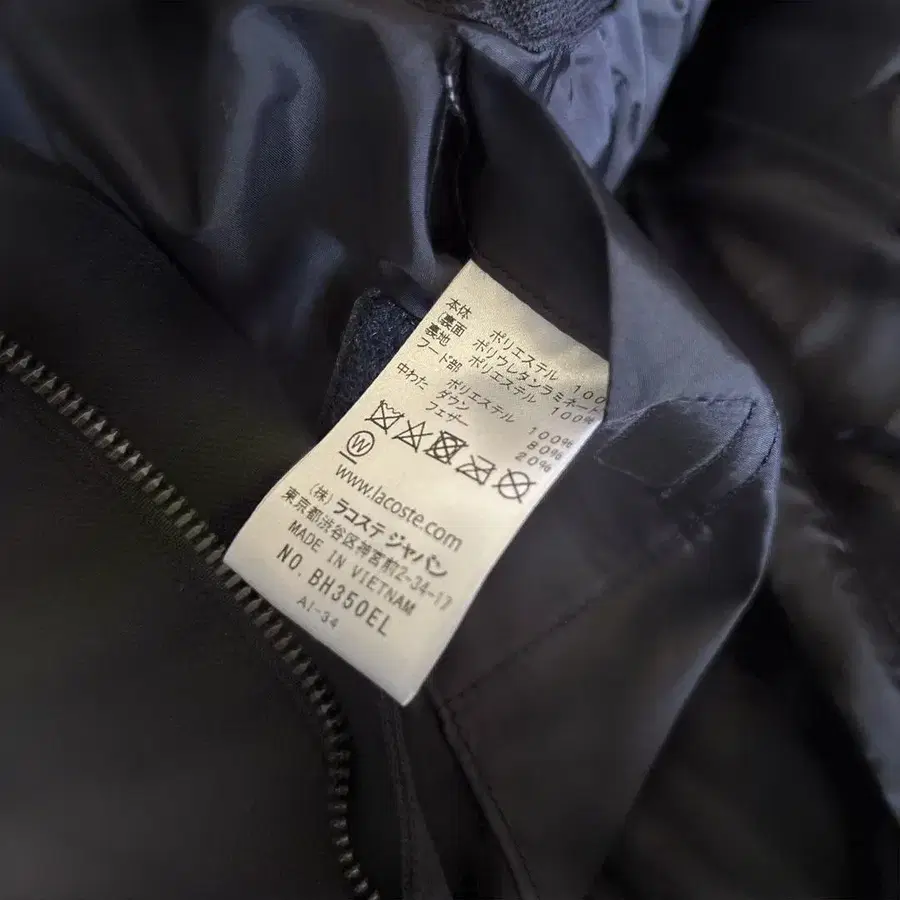 本体 ポリエステル 100
(裏面 ポリウレタンラミネート
裏地 ポリエステル 100%
フード部 ポリエステル 100%
中わた ダウン 80%
フェザー 20%
W
www.lacoste.com
(株) ラコステ ジャパン
東京都渋谷区神宮前2-34-17
MADE IN VIETNAM
NO. BH350EL
AI-34